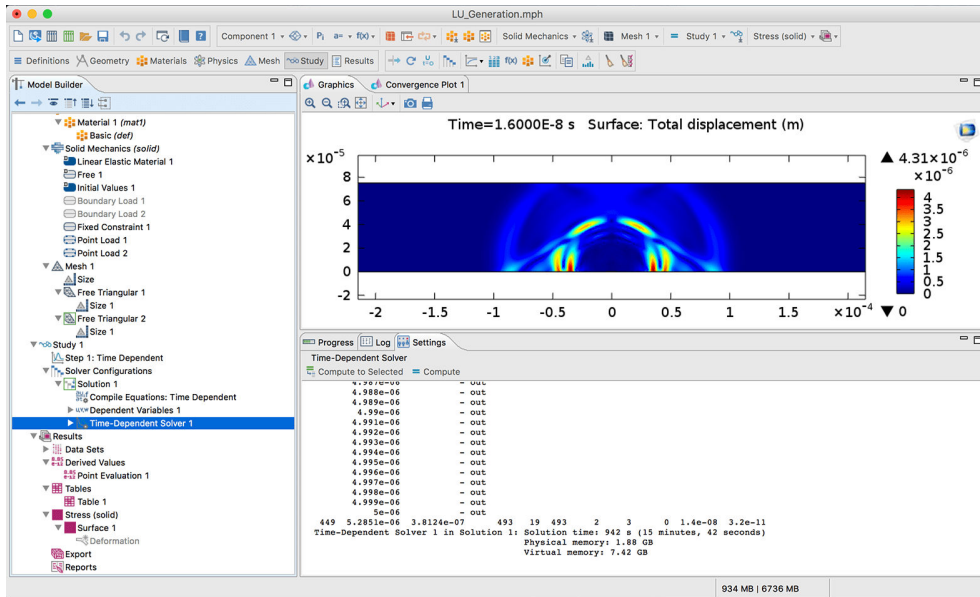 LU_Generation.mph
Component 1 Pi a= f(x) Solid Mechanics Mesh 1 = Study 1 Stress (solid)
Definitions Geometry Materials Physics Mesh Study Results
Model Builder
Material 1 (mat1)
Basic (def)
Solid Mechanics (solid)
Linear Elastic Material 1
Free 1
Initial Values 1
Boundary Load 1
Boundary Load 2
Fixed Constraint 1
Point Load 1
Point Load 2
Mesh 1
Size
Free Triangular 1
Size 1
Free Triangular 2
Size 1
Study 1
Step 1: Time Dependent
Solver Configurations
Solution 1
Compile Equations: Time Dependent
Dependent Variables 1
Time-Dependent Solver 1
Results
Data Sets
Derived Values
Point Evaluation 1
Tables
Table 1
Stress (solid)
Surface 1
Deformation
Export
Reports
Graphics Convergence Plot 1
Time=1.6000E-8 s Surface: Total displacement (m)
×10⁻⁵
8
6
4
2
0
-2
-2 -1.5 -1 -0.5 0 0.5 1 1.5 ×10⁻⁴
▲ 4.31×10⁻⁶
×10⁻⁶
4
3.5
3
2.5
2
1.5
1
0.5
0
▼ 0
Progress Log Settings
Time-Dependent Solver
Compute to Selected = Compute
4.987e-06 - out
4.988e-06 - out
4.989e-06 - out
4.99e-06 - out
4.991e-06 - out
4.992e-06 - out
4.993e-06 - out
4.994e-06 - out
4.995e-06 - out
4.996e-06 - out
4.997e-06 - out
4.998e-06 - out
4.999e-06 - out
5e-06 - out
449 5.2851e-06 3.8124e-07 493 19 493 2 3 0 1.4e-08 3.2e-11
Time-Dependent Solver 1 in Solution 1: Solution time: 942 s (15 minutes, 42 seconds)
Physical memory: 1.88 GB
Virtual memory: 7.42 GB
934 MB | 6736 MB